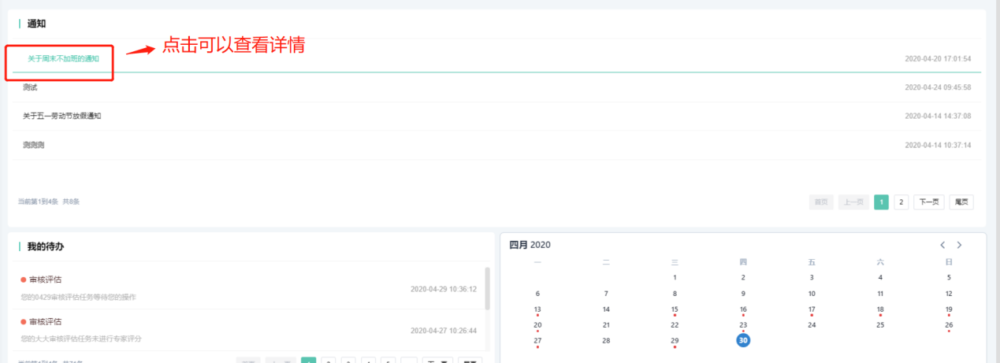 通知
点击可以查看详情
关于周末不加班的通知 2020-04-20 17:01:54
测试 2020-04-24 09:45:58
关于五一劳动节放假通知 2020-04-14 14:37:08
测测测 2020-04-14 10:37:14
当前第1到4条 共8条 首页 上一页 1 2 下一页 尾页
我的待办
审核评估
您的0429审核评估任务等待您的操作 2020-04-29 10:36:12
审核评估
您的大大审核评估任务未进行专家评分 2020-04-27 10:26:44
四月 2020
一 二 三 四 五 六 日
1 2 3 4 5
6 7 8 9 10 11 12
13 14 15 16 17 18 19
20 21 22 23 24 25 26
27 28 29 30